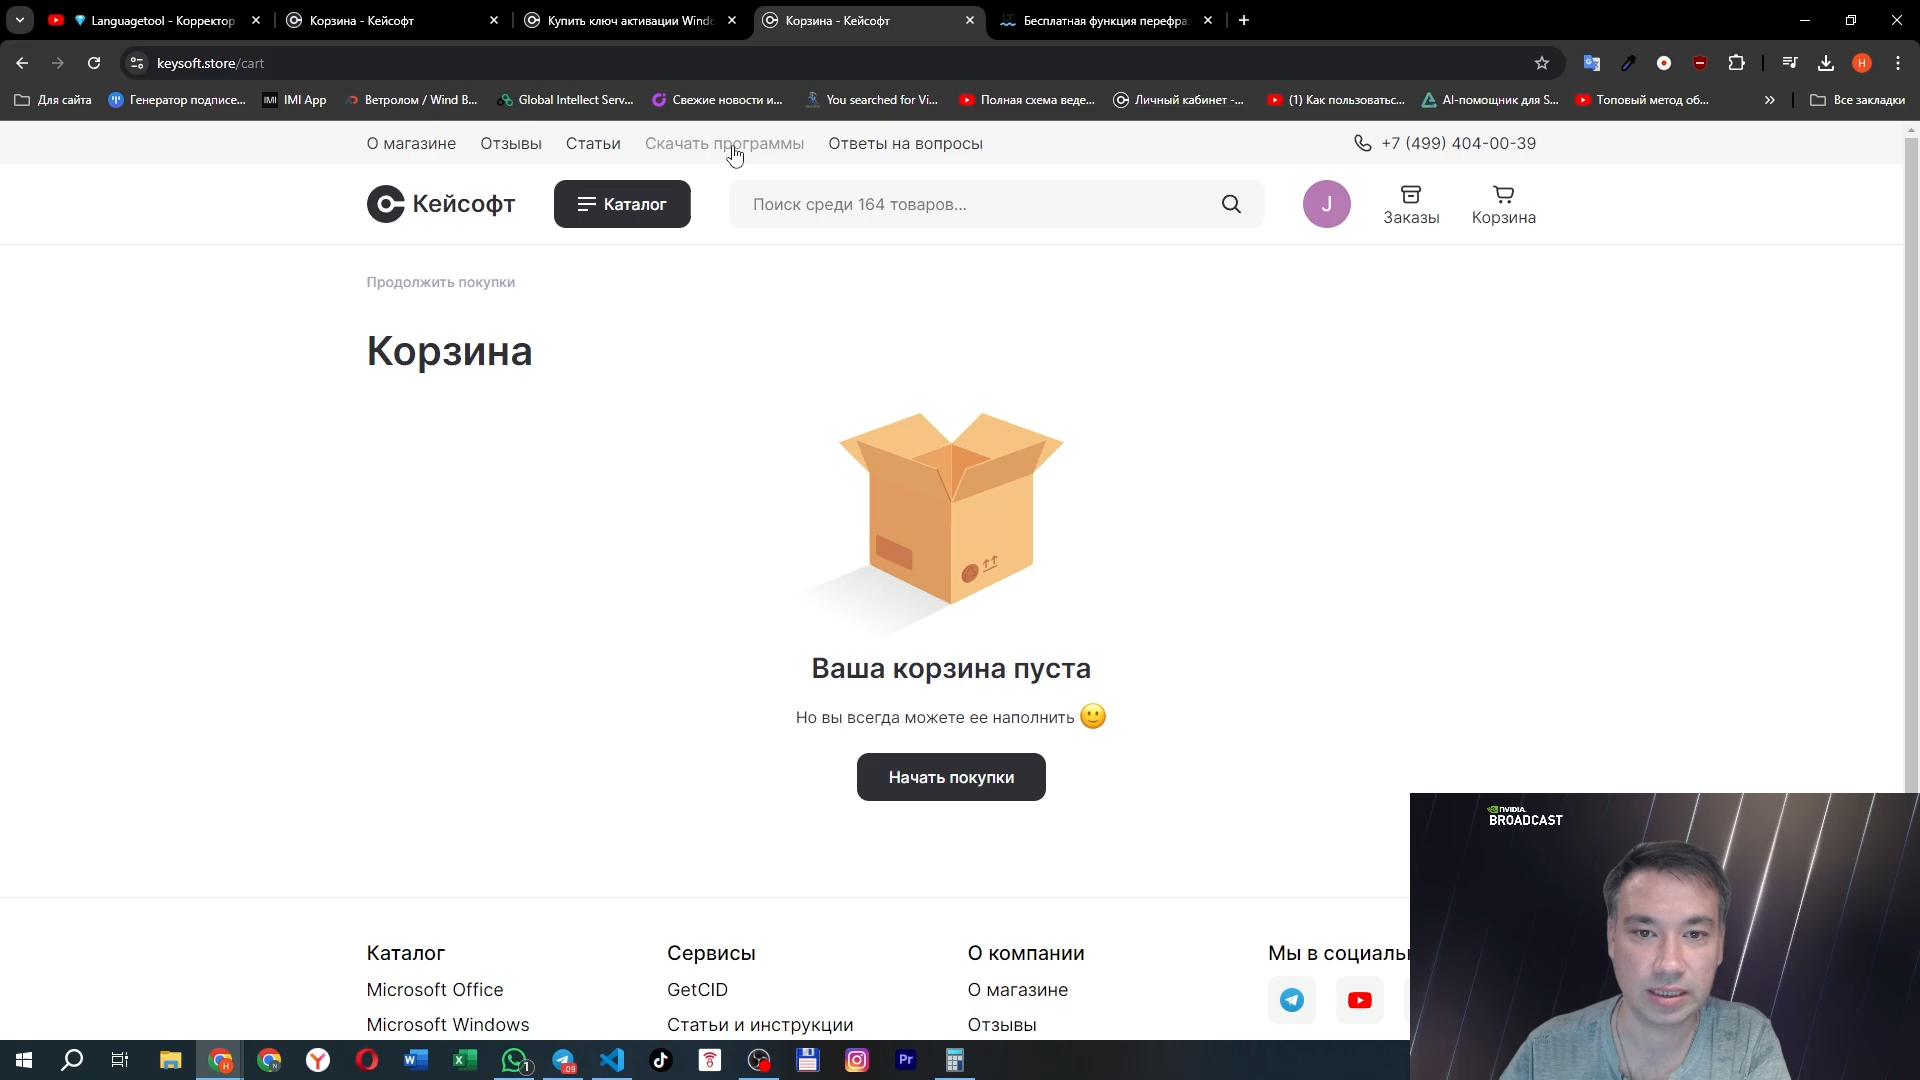 Languagetool - Корректор
Корзина - Кейсофт
Купить ключ активации Windo
Корзина - Кейсофт
Бесплатная функция перефра
keysoft.store/cart
Для сайта
Генератор подписе...
IMI App
Ветролом / Wind B...
Global Intellect Serv...
Свежие новости и...
You searched for Vi...
Полная схема веде...
Личный кабинет -...
(1) Как пользоватьс...
AI-помощник для S...
Топовый метод об...
Все закладки
О магазине
Отзывы
Статьи
Скачать программы
Ответы на вопросы
+7 (499) 404-00-39
Кейсофт
Каталог
Поиск среди 164 товаров...
J
Заказы
Корзина
Продолжить покупки
Корзина
Ваша корзина пуста
Но вы всегда можете ее наполнить
Начать покупки
NVIDIA
BROADCAST
Каталог
Сервисы
О компании
Мы в социаль
Microsoft Office
GetCID
О магазине
Microsoft Windows
Статьи и инструкции
Отзывы